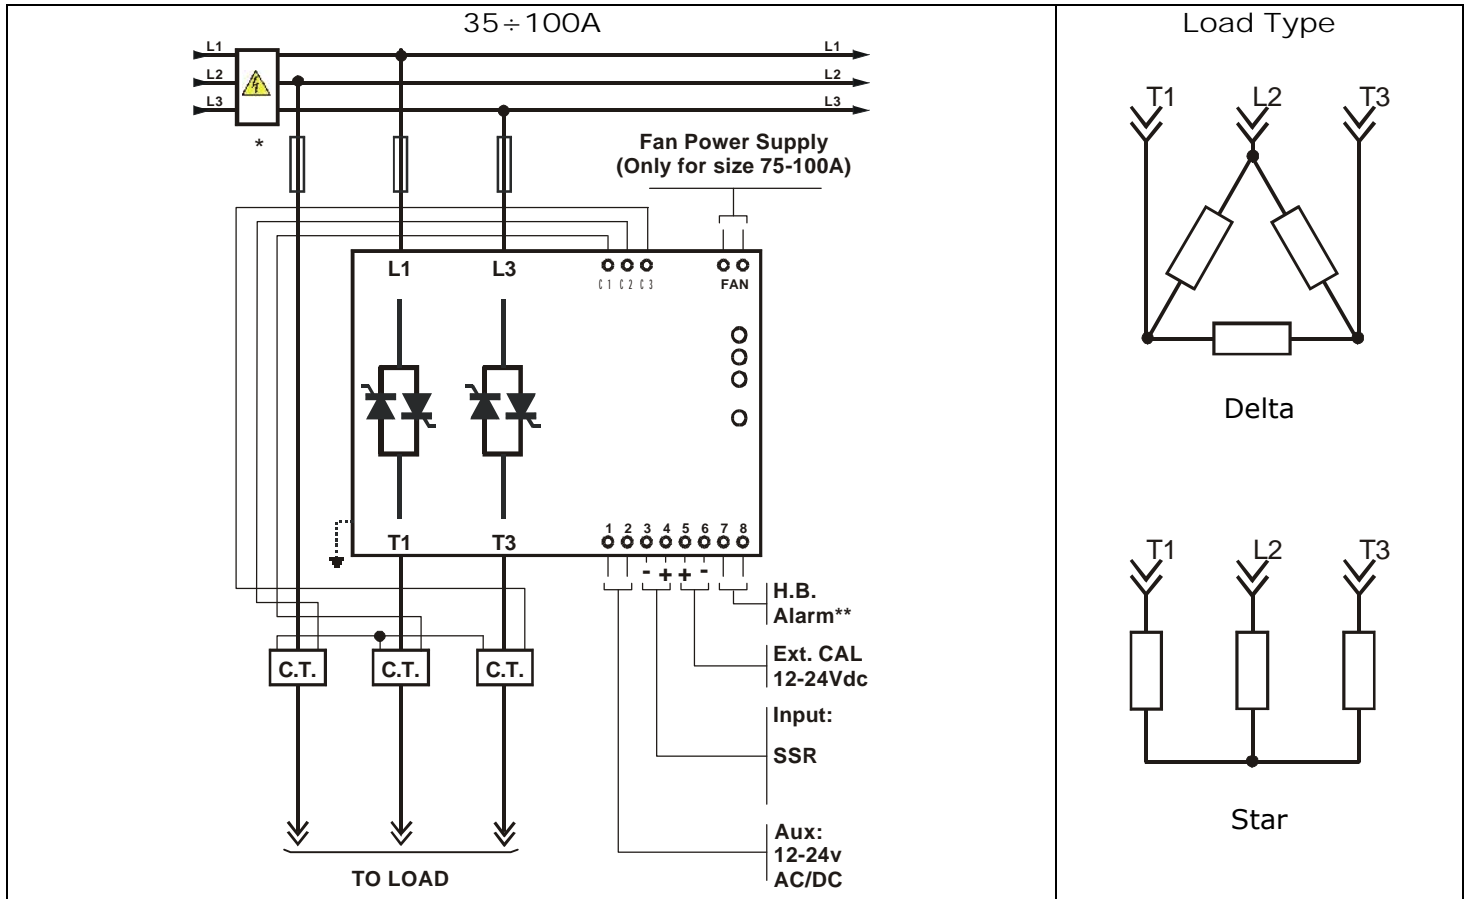 35÷100A
Load Type
L1
L1
L2
L2
L3
L3
*
Fan Power Supply
(Only for size 75-100A)
L1
L3
C1 C2 C3
FAN
T1
T3
1 2 3 4 5 6 7 8
- + + -
H.B.
Alarm**
C.T.
C.T.
C.T.
Ext. CAL
12-24Vdc
Input:
SSR
Aux:
12-24v
AC/DC
TO LOAD
T1
L2
T3
Delta
T1
L2
T3
Star